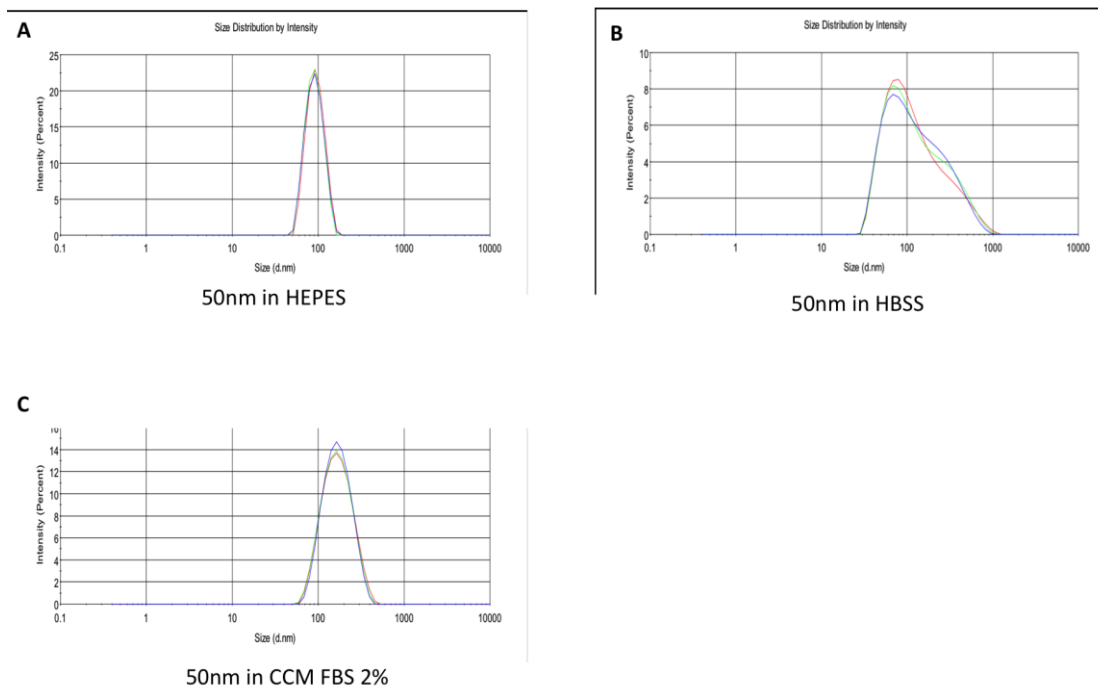 A
Size Distribution by Intensity
Intensity (Percent)
25
20
15
10
5
0
0.1 1 10 100 1000 10000
Size (d.nm)
50nm in HEPES
B
Size Distribution by Intensity
Intensity (Percent)
10
8
6
4
2
0
0.1 1 10 100 1000 10000
Size (d.nm)
50nm in HBSS
C
Intensity (Percent)
14
12
10
8
6
4
2
0
0.1 1 10 100 1000 10000
Size (d.nm)
50nm in CCM FBS 2%